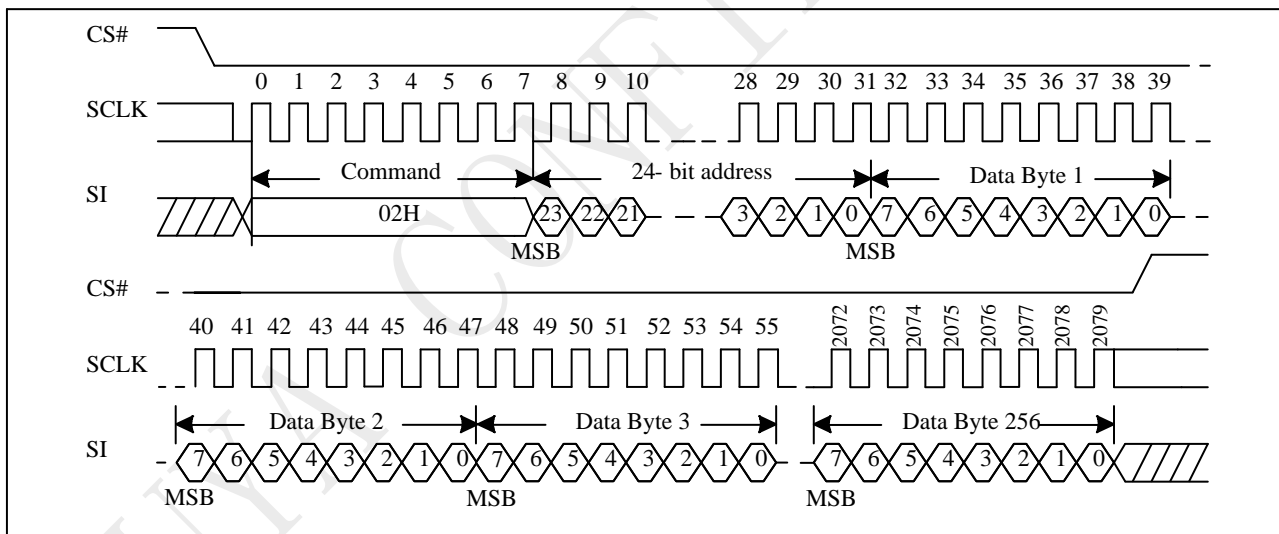 CS#
0 1 2 3 4 5 6 7 8 9 10 28 29 30 31 32 33 34 35 36 37 38 39
SCLK
Command 24- bit address Data Byte 1
SI
02H 23 22 21 3 2 1 0 7 6 5 4 3 2 1 0
MSB MSB
CS#
40 41 42 43 44 45 46 47 48 49 50 51 52 53 54 55 2072 2073 2074 2075 2076 2077 2078 2079
SCLK
Data Byte 2 Data Byte 3 Data Byte 256
SI
7 6 5 4 3 2 1 0 7 6 5 4 3 2 1 0 7 6 5 4 3 2 1 0
MSB MSB MSB